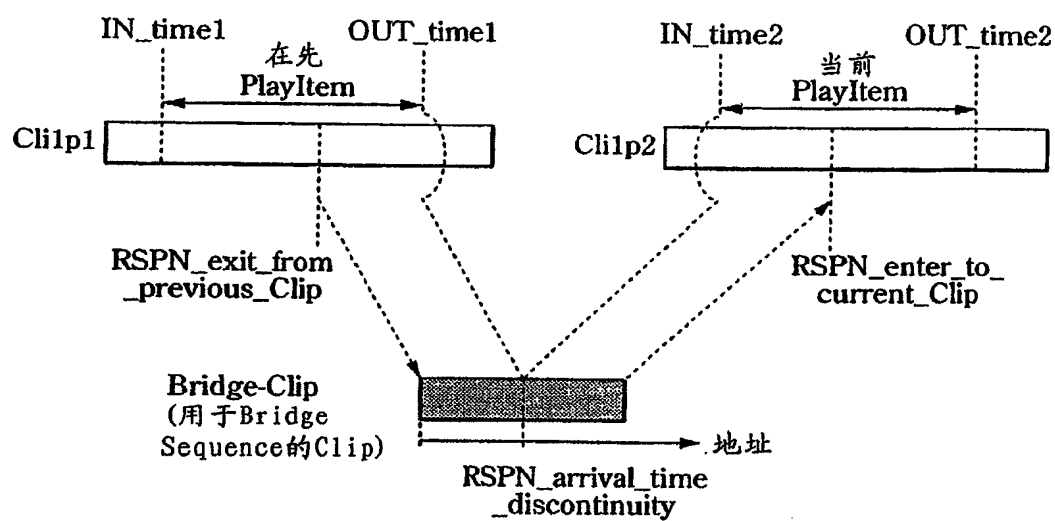 IN_time1
OUT_time1
IN_time2
OUT_time2
在先
PlayItem
当前
PlayItem
Cli1p1
Cli1p2
RSPN_exit_from
_previous_Clip
RSPN_enter_to_
current_Clip
Bridge-Clip
(用于Bridge
Sequence的Clip)
地址
RSPN_arrival_time
_discontinuity